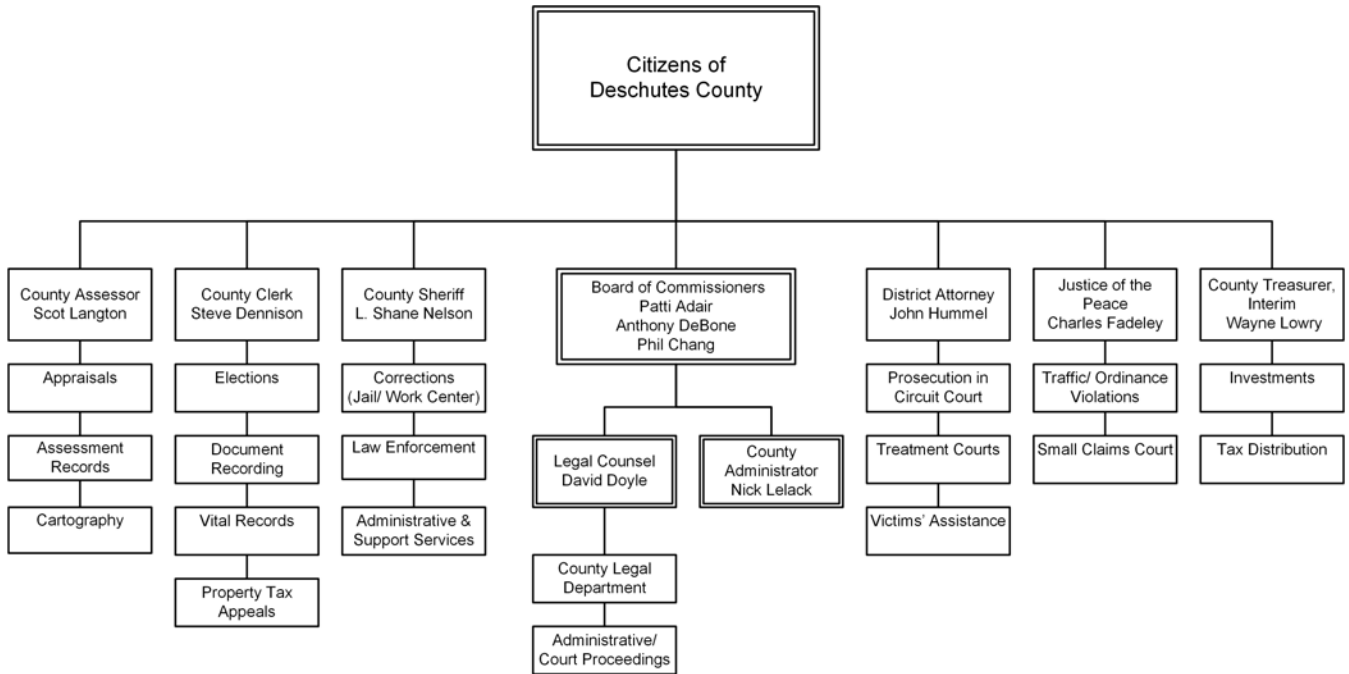 Citizens of
Deschutes County
County Assessor
Scot Langton
County Clerk
Steve Dennison
County Sheriff
L. Shane Nelson
Board of Commissioners
Patti Adair
Anthony DeBone
Phil Chang
District Attorney
John Hummel
Justice of the
Peace
Charles Fadeley
County Treasurer,
Interim
Wayne Lowry
Appraisals
Elections
Corrections
(Jail/ Work Center)
Prosecution in
Circuit Court
Traffic/ Ordinance
Violations
Investments
Assessment
Records
Document
Recording
Law Enforcement
Legal Counsel
David Doyle
County
Administrator
Nick Lelack
Treatment Courts
Small Claims Court
Tax Distribution
Cartography
Vital Records
Administrative &
Support Services
Victims’ Assistance
County Legal
Department
Property Tax
Appeals
Administrative/
Court Proceedings